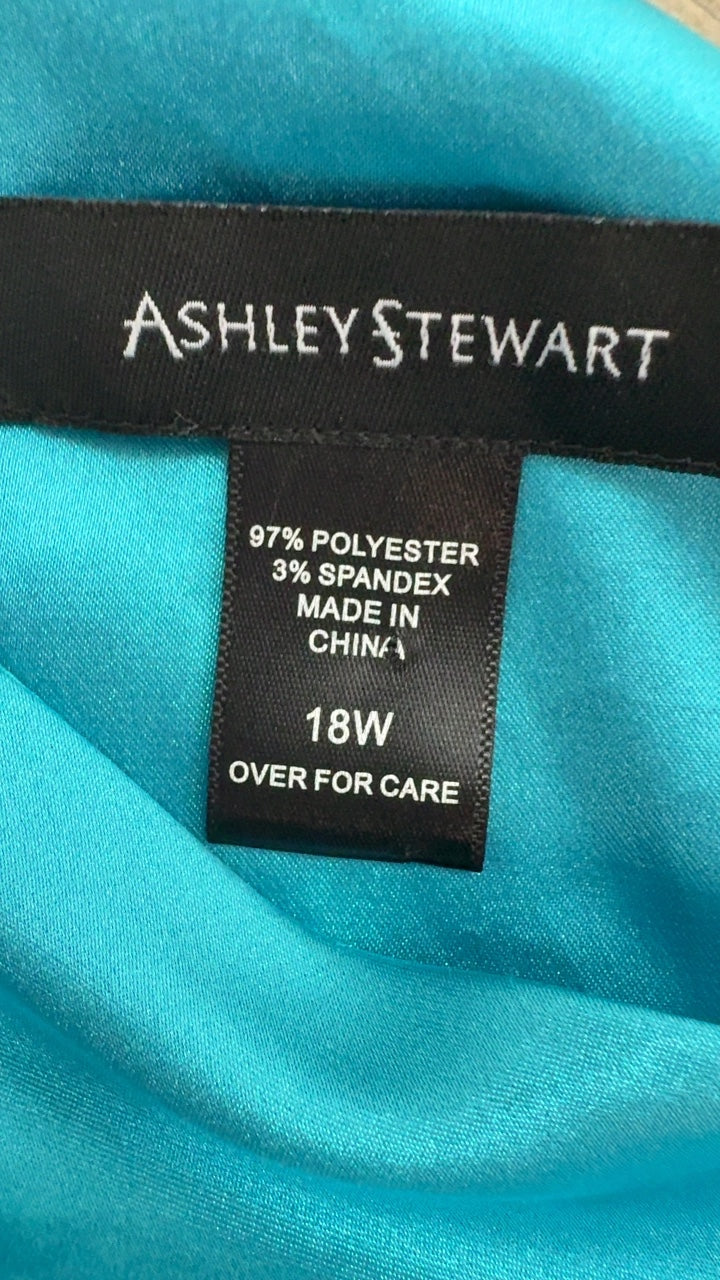 ASHLEY STEWART
97% POLYESTER
3% SPANDEX
MADE IN
CHINA
18W
OVER FOR CARE